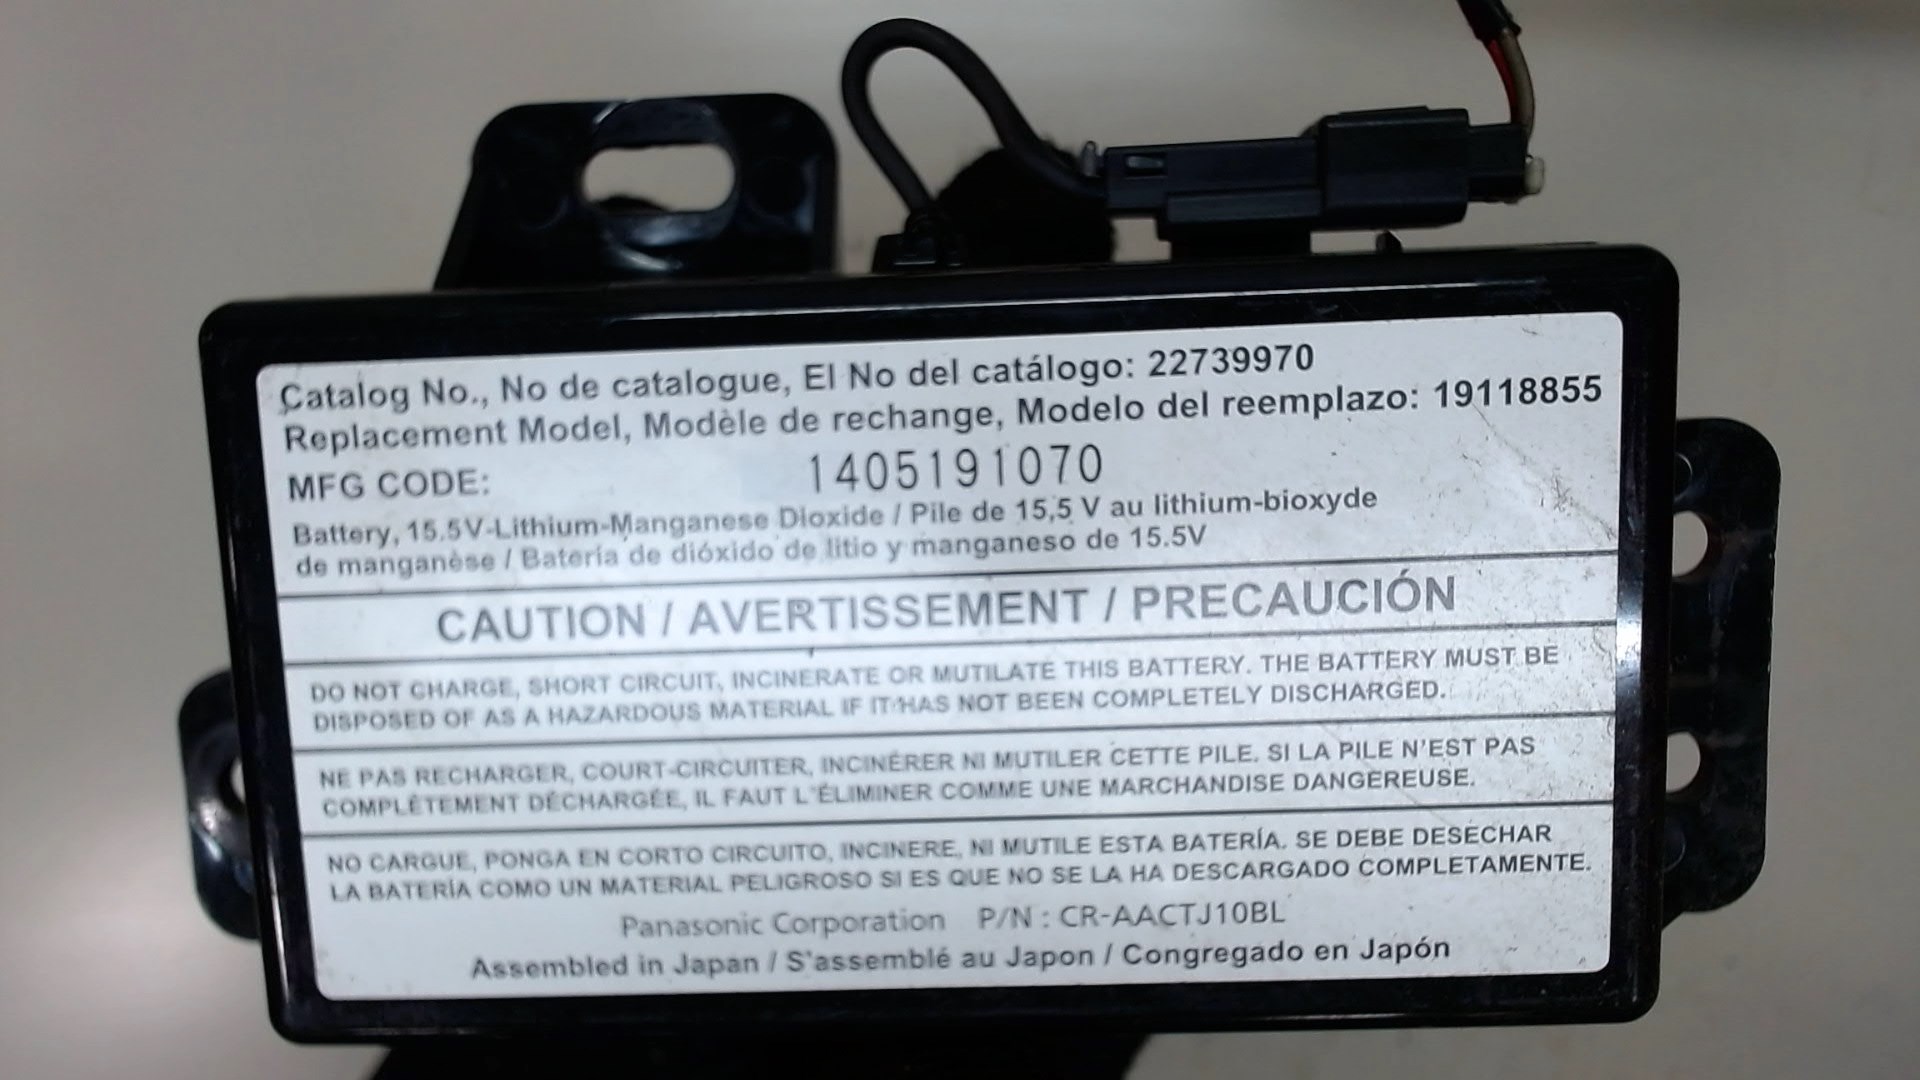 Catalog No., No de catalogue, El No del catálogo: 22739970
Replacement Model, Modèle de rechange, Modelo del reemplazo: 19118855
MFG CODE: 1405191070
Battery, 15.5V-Lithium-Manganese Dioxide / Pile de 15,5 V au lithium-bioxyde
de manganèse / Batería de dióxido de litio y manganeso de 15.5V
CAUTION / AVERTISSEMENT / PRECAUCIÓN
DO NOT CHARGE, SHORT CIRCUIT, INCINERATE OR MUTILATE THIS BATTERY. THE BATTERY MUST BE
DISPOSED OF AS A HAZARDOUS MATERIAL IF IT HAS NOT BEEN COMPLETELY DISCHARGED.
NE PAS RECHARGER, COURT-CIRCUITER, INCINÉRER NI MUTILER CETTE PILE. SI LA PILE N'EST PAS
COMPLÉTEMENT DÉCHARGÉE, IL FAUT L'ÉLIMINER COMME UNE MARCHANDISE DANGEREUSE.
NO CARGUE, PONGA EN CORTO CIRCUITO, INCINERE, NI MUTILE ESTA BATERÍA. SE DEBE DESECHAR
LA BATERÍA COMO UN MATERIAL PELIGROSO SI ES QUE NO SE LA HA DESCARGADO COMPLETAMENTE.
Panasonic Corporation P/N : CR-AACTJ10BL
Assembled in Japan / S'assemblé au Japon / Congregado en Japón